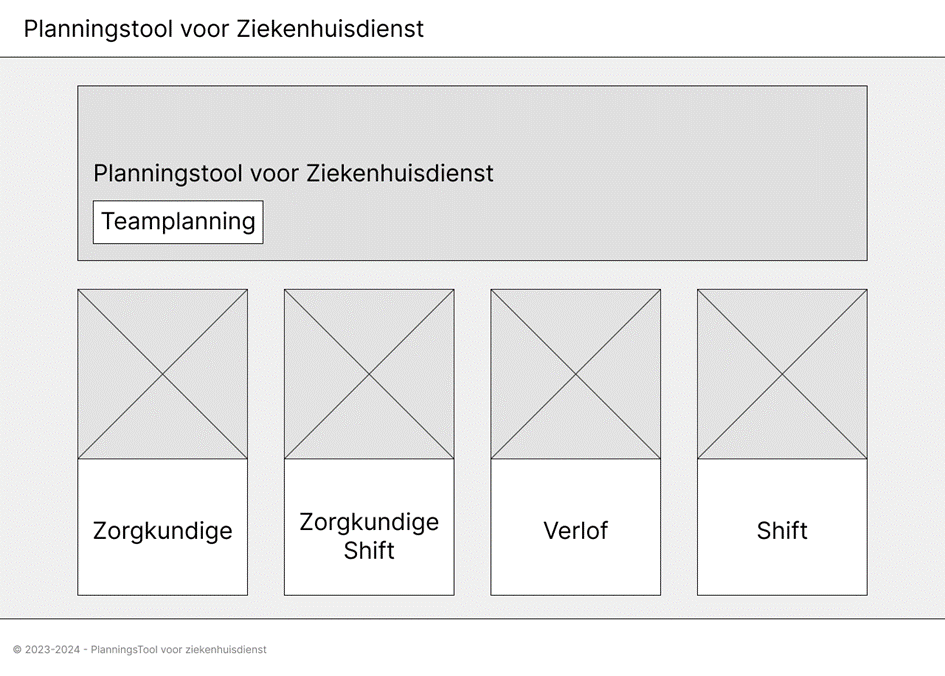 Planningstool voor Ziekenhuisdienst
Planningstool voor Ziekenhuisdienst
Teamplanning
Zorgkundige
Zorgkundige
Shift
Verlof
Shift
© 2023-2024 - PlanningsTool voor ziekenhuisdienst